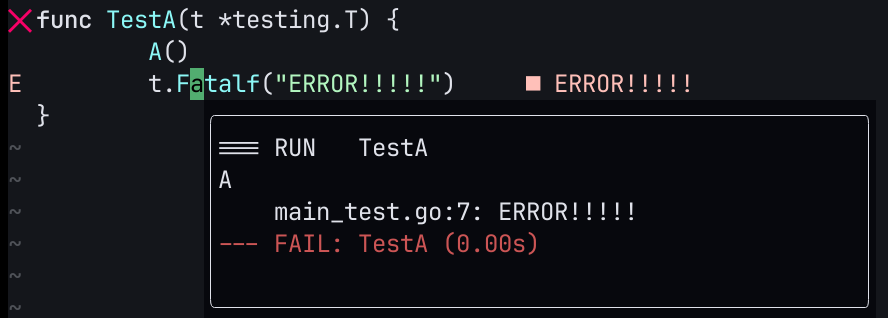 func TestA(t *testing.T) {
A()
E t.Fatalf("ERROR!!!!!") ■ ERROR!!!!!
}
~
=== RUN TestA
~
A
~
main_test.go:7: ERROR!!!!!
~
--- FAIL: TestA (0.00s)
~
~